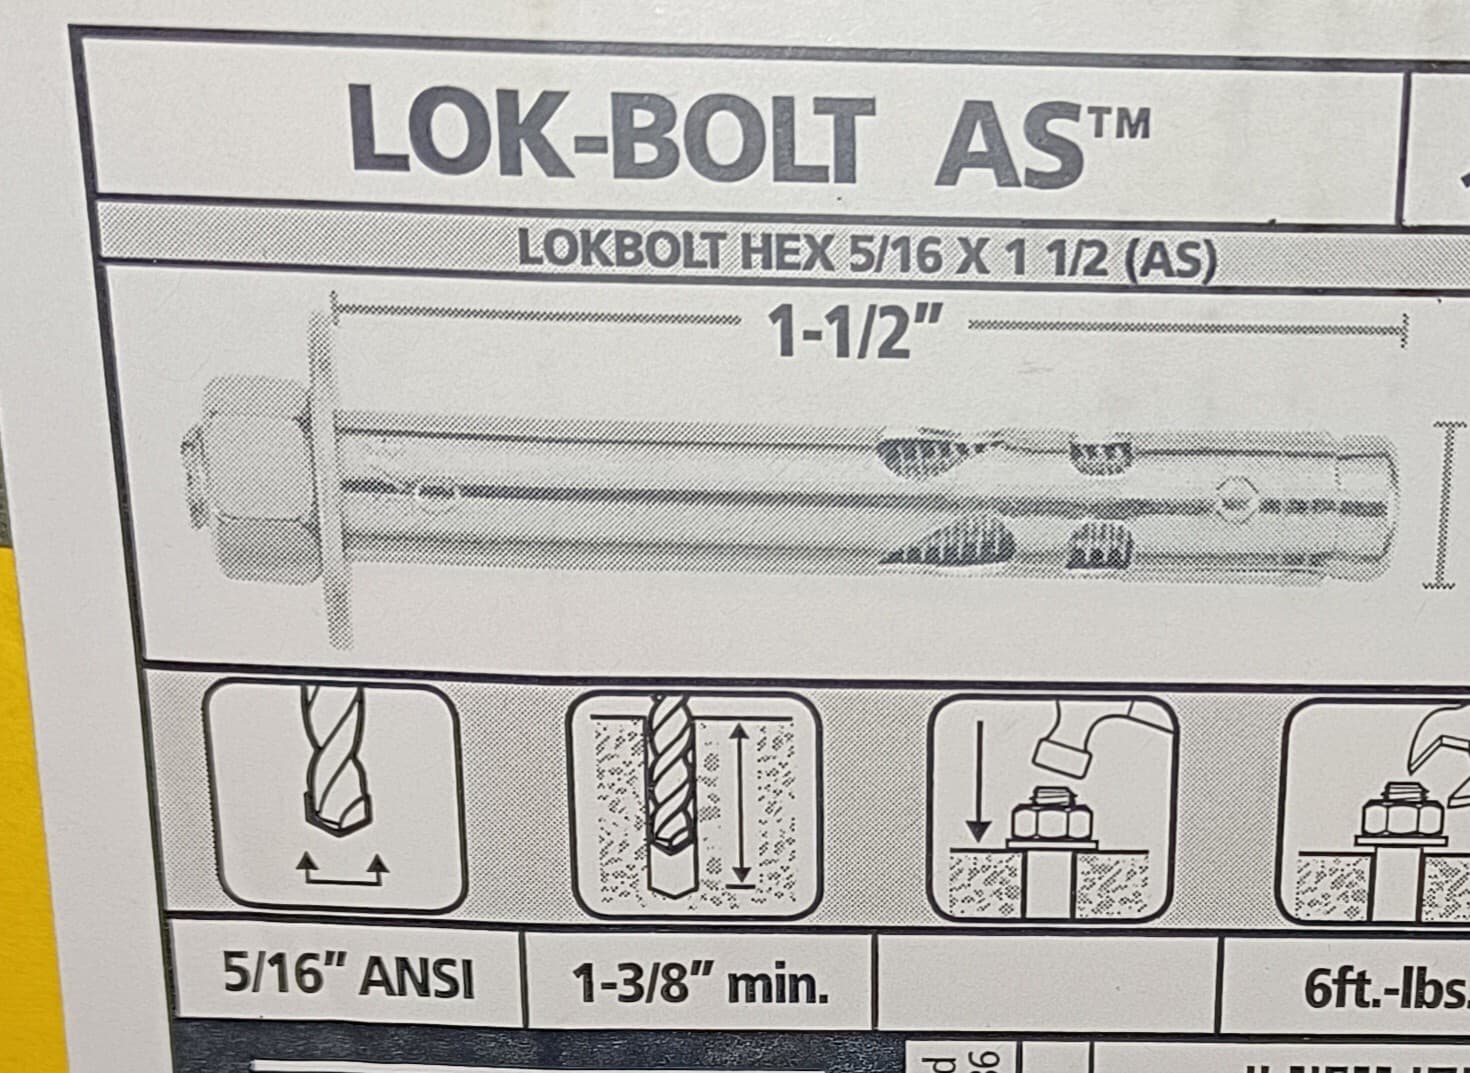 LOK-BOLT AS™
LOKBOLT HEX 5/16 X 1 1/2 (AS)
1-1/2"
5/16" ANSI
1-3/8" min.
6ft.-lbs.